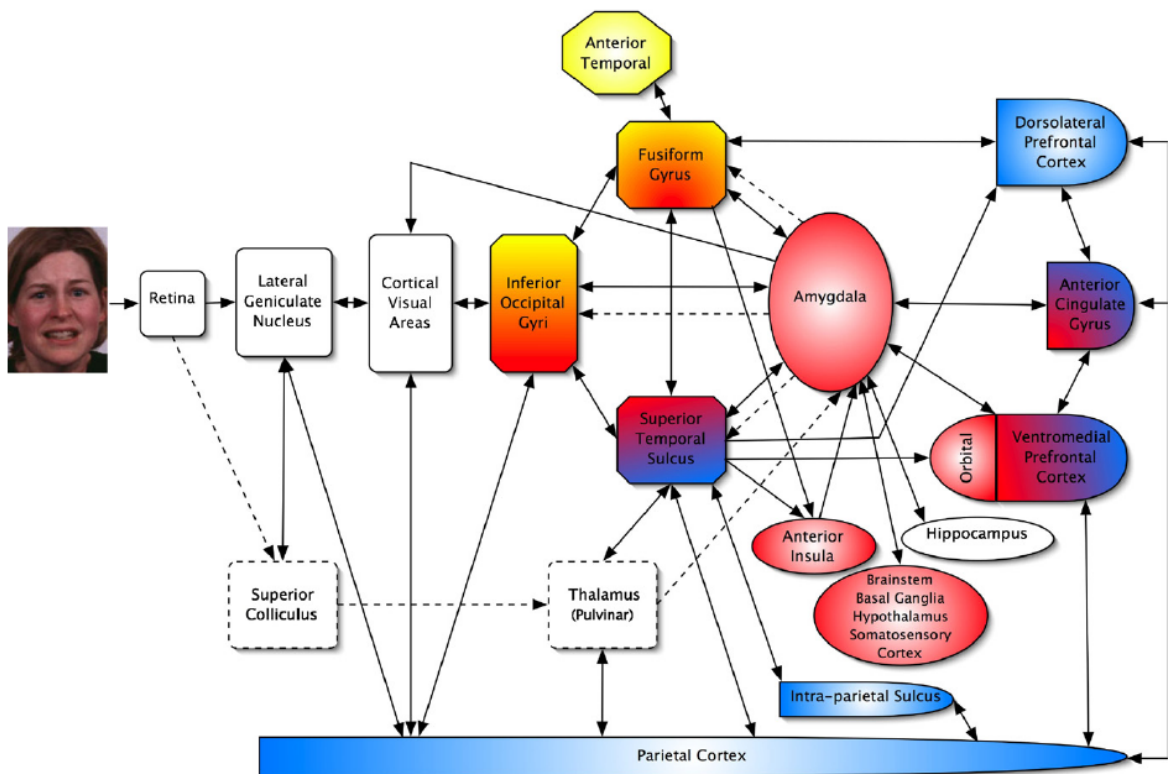 Anterior
Temporal
Fusiform
Gyrus
Dorsolateral
Prefrontal
Cortex
Retina
Lateral
Geniculate
Nucleus
Cortical
Visual
Areas
Inferior
Occipital
Gyri
Amygdala
Anterior
Cingulate
Gyrus
Superior
Temporal
Sulcus
Orbital
Ventromedial
Prefrontal
Cortex
Anterior
Insula
Hippocampus
Superior
Colliculus
Thalamus
(Pulvinar)
Brainstem
Basal Ganglia
Hypothalamus
Somatosensory
Cortex
Intra-parietal Sulcus
Parietal Cortex